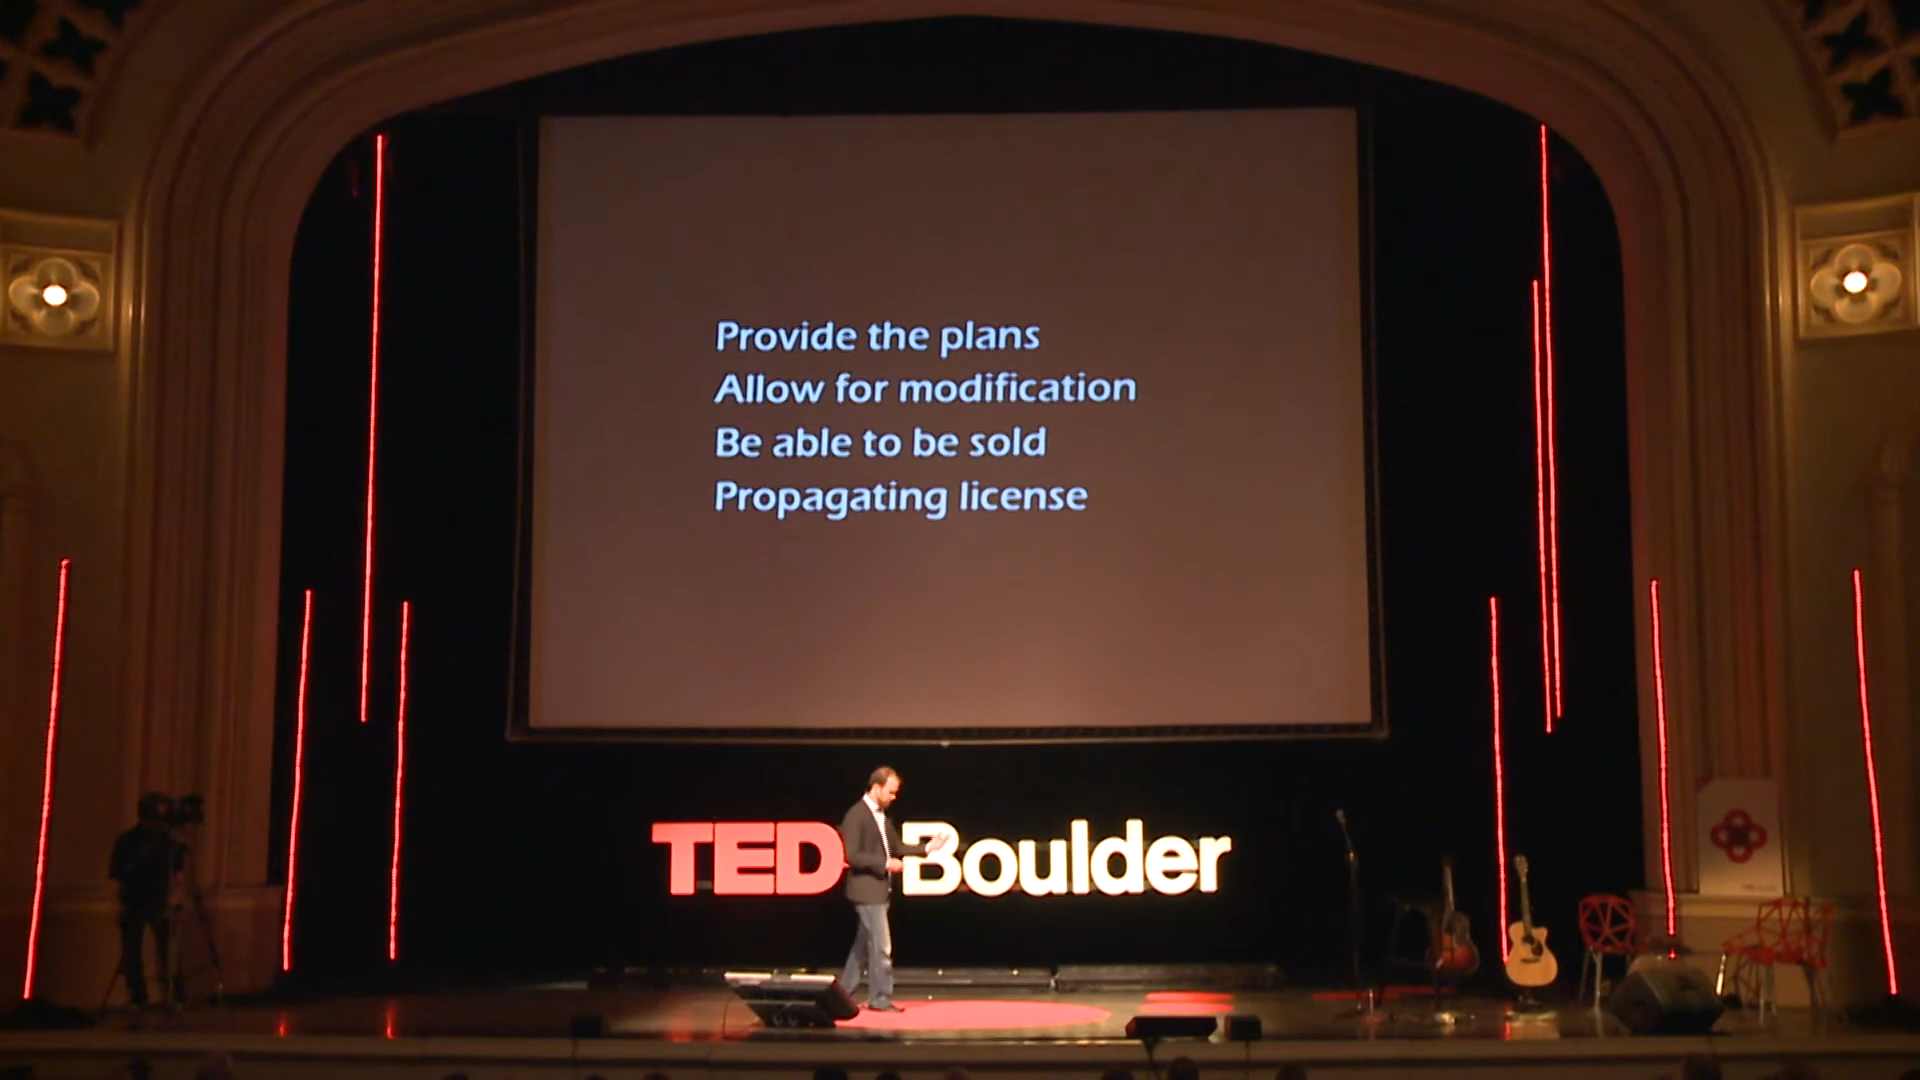 Provide the plans
Allow for modification
Be able to be sold
Propagating license
TED Boulder